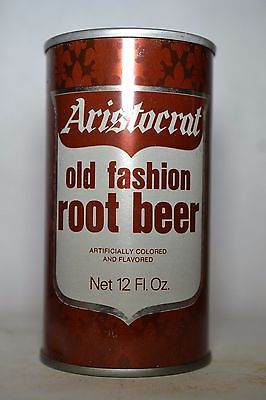 Aristocrat
old fashion
root beer
ARTIFICIALLY COLORED
AND FLAVORED
Net 12 Fl. Oz.